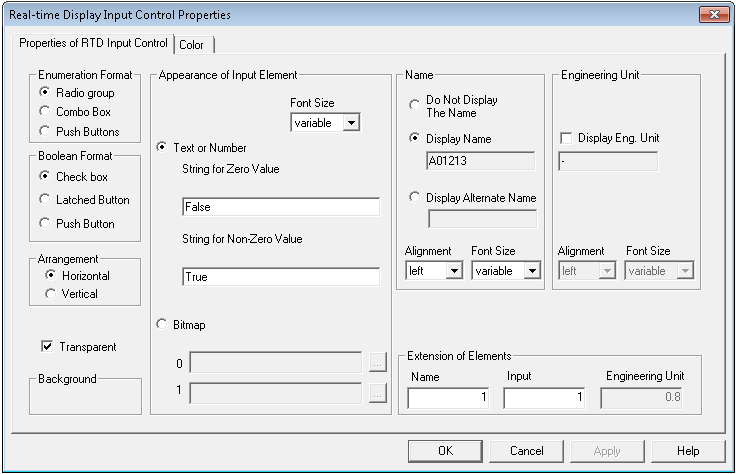 Real-time Display Input Control Properties
Properties of RTD Input Control
Color
Enumeration Format
Radio group
Combo Box
Push Buttons
Boolean Format
Check box
Latched Button
Push Button
Arrangement
Horizontal
Vertical
Transparent
Background
Appearance of Input Element
Font Size
variable
Text or Number
String for Zero Value
False
String for Non-Zero Value
True
Bitmap
0
...
1
...
Name
Do Not Display
The Name
Display Name
A01213
Display Alternate Name
Alignment Font Size
left variable
Engineering Unit
Display Eng. Unit
-
Alignment Font Size
left variable
Extension of Elements
Name Input Engineering Unit
1 1 0.8
OK Cancel Apply Help